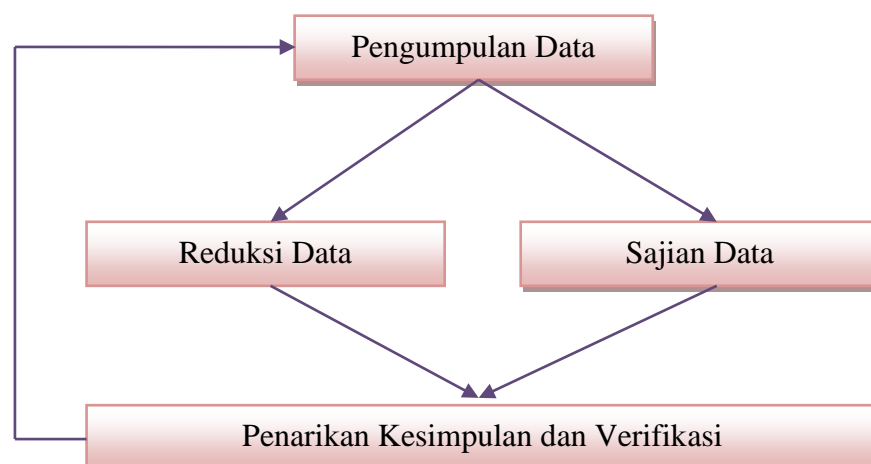 Pengumpulan Data
Reduksi Data
Sajian Data
Penarikan Kesimpulan dan Verifikasi